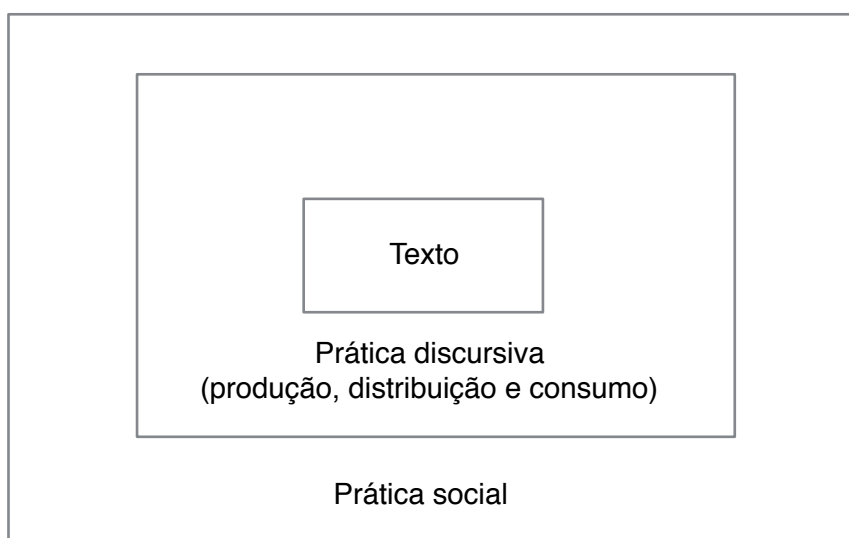 Texto
Prática discursiva
(produção, distribuição e consumo)
Prática social